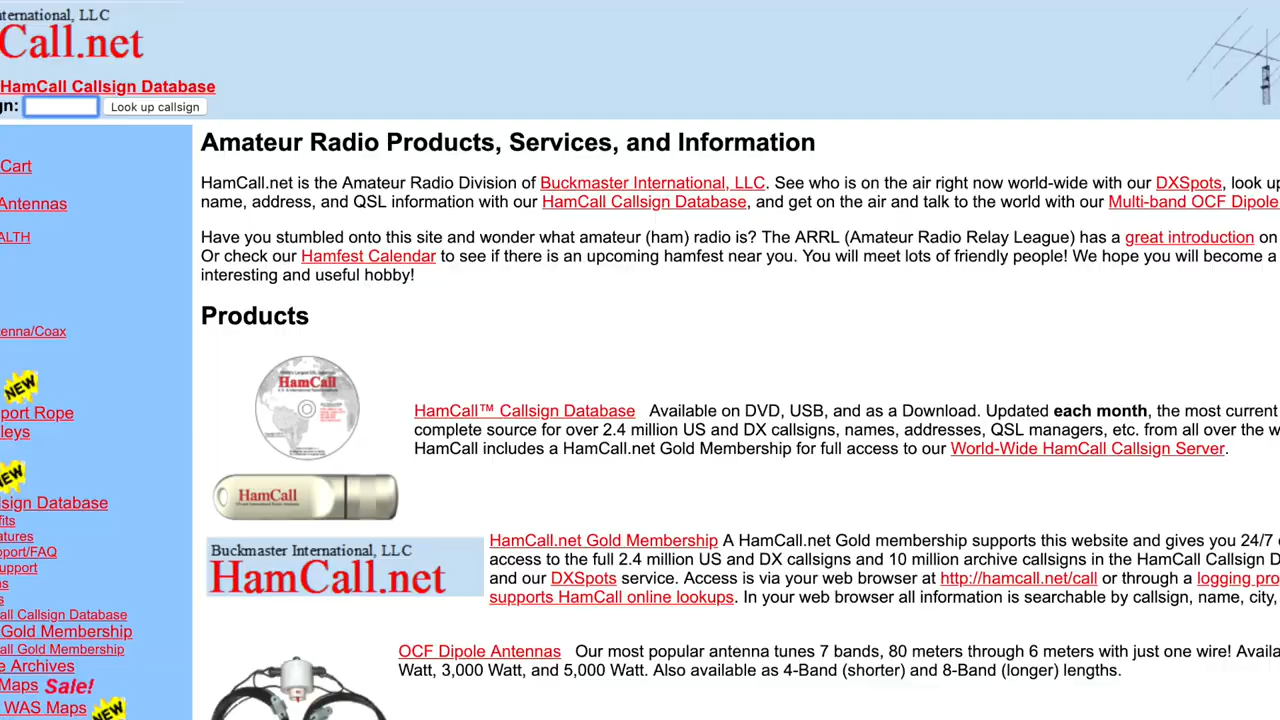 nternational, LLC
Call.net
HamCall Callsign Database
gn:
Look up callsign
Cart
Antennas
ALTH
enna/Coax
NEW
port Rope
leys
NEW
sign Database
fits
atures
pport/FAQ
upport
ns
s
all Callsign Database
Gold Membership
all Gold Membership
e Archives
Maps Sale!
WAS Maps NEW
Amateur Radio Products, Services, and Information
HamCall.net is the Amateur Radio Division of Buckmaster International, LLC. See who is on the air right now world-wide with our DXSpots, look up
name, address, and QSL information with our HamCall Callsign Database, and get on the air and talk to the world with our Multi-band OCF Dipole
Have you stumbled onto this site and wonder what amateur (ham) radio is? The ARRL (Amateur Radio Relay League) has a great introduction on
Or check our Hamfest Calendar to see if there is an upcoming hamfest near you. You will meet lots of friendly people! We hope you will become a
interesting and useful hobby!
Products
HamCall
HamCall™ Callsign Database Available on DVD, USB, and as a Download. Updated each month, the most current
complete source for over 2.4 million US and DX callsigns, names, addresses, QSL managers, etc. from all over the w
HamCall includes a HamCall.net Gold Membership for full access to our World-Wide HamCall Callsign Server.
HamCall
Buckmaster International, LLC
HamCall.net
HamCall.net Gold Membership A HamCall.net Gold membership supports this website and gives you 24/7
access to the full 2.4 million US and DX callsigns and 10 million archive callsigns in the HamCall Callsign D
and our DXSpots service. Access is via your web browser at http://hamcall.net/call or through a logging pro
supports HamCall online lookups. In your web browser all information is searchable by callsign, name, city,
OCF Dipole Antennas Our most popular antenna tunes 7 bands, 80 meters through 6 meters with just one wire! Availa
Watt, 3,000 Watt, and 5,000 Watt. Also available as 4-Band (shorter) and 8-Band (longer) lengths.